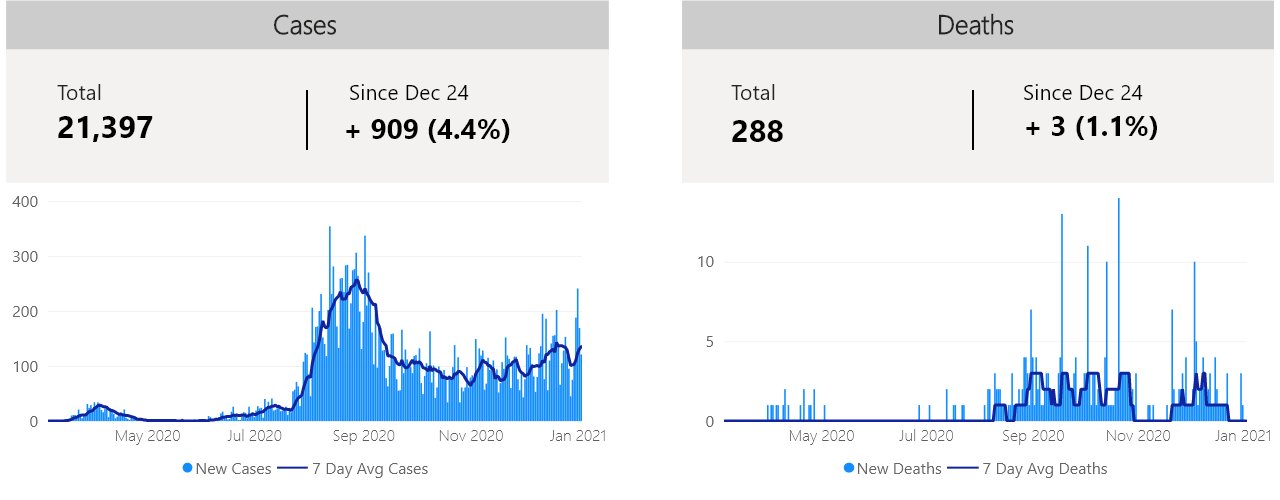 Cases
Total
Since Dec 24
21,397
+ 909 (4.4%)
400
300
200
100
0
May 2020
Jul 2020
Sep 2020
Nov 2020
Jan 2021
New Cases
7 Day Avg Cases
Deaths
Total
Since Dec 24
288
+ 3 (1.1%)
10
5
0
May 2020
Jul 2020
Sep 2020
Nov 2020
Jan 2021
New Deaths
7 Day Avg Deaths